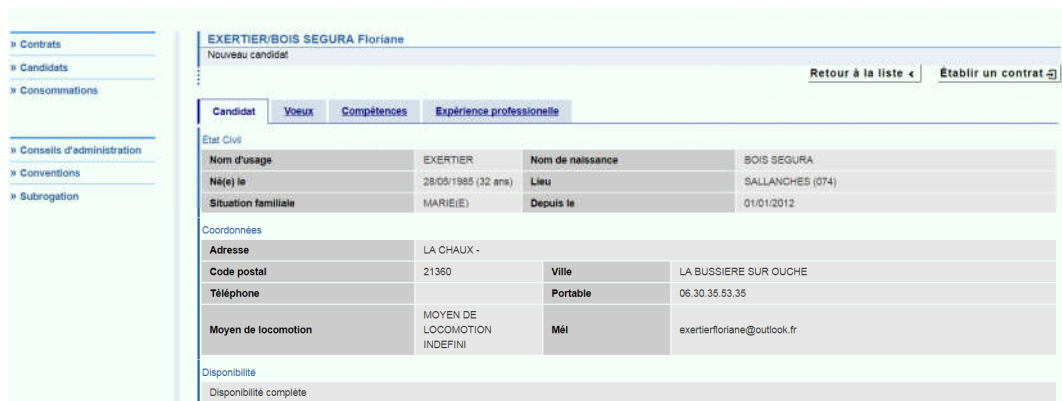 » Contrats
» Candidats
» Consommations
» Conseils d'administration
» Conventions
» Subrogation
EXERTIER/BOIS SEGURA Floriane
Nouveau candidat
Retour à la liste Établir un contrat
Candidat Voeux Compétences Expérience professionelle
Etat Civil
Nom d'usage EXERTIER Nom de naissance BOIS SEGURA
Né(e) le 28/05/1985 (32 ans) Lieu SALLANCHES (074)
Situation familiale MARIE(E) Depuis le 01/01/2012
Coordonnées
Adresse LA CHAUX -
Code postal 21360 Ville LA BUSSIERE SUR OUCHE
Téléphone Portable 06.30.35.53.35
Moyen de locomotion MOYEN DE LOCOMOTION INDEFINI Mél exertierfloriane@outlook.fr
Disponibilité
Disponibilité complète